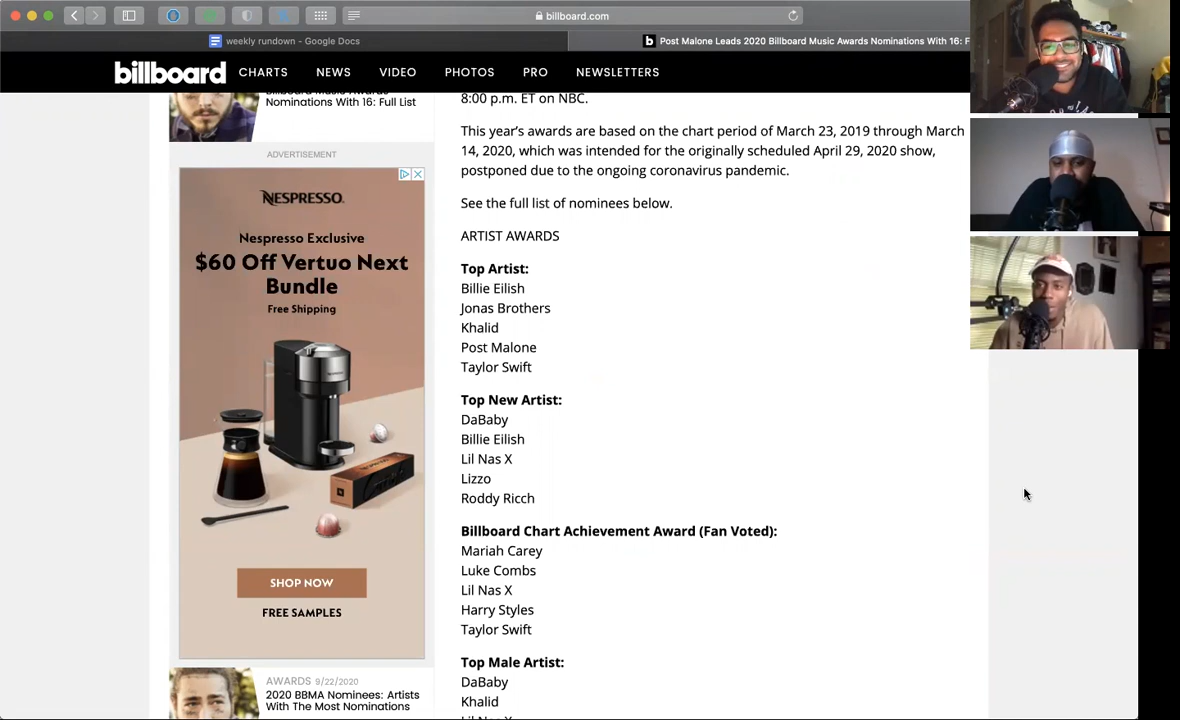 billboard.com
weekly rundown - Google Docs
b Post Malone Leads 2020 Billboard Music Awards Nominations With 16: F
billboard CHARTS NEWS VIDEO PHOTOS PRO NEWSLETTERS
Nominations With 16: Full List
ADVERTISEMENT
NESPRESSO.
Nespresso Exclusive
$60 Off Vertuo Next
Bundle
Free Shipping
SHOP NOW
FREE SAMPLES
AWARDS 9/22/2020
2020 BBMA Nominees: Artists
With The Most Nominations
8:00 p.m. ET on NBC.
This year's awards are based on the chart period of March 23, 2019 through March
14, 2020, which was intended for the originally scheduled April 29, 2020 show,
postponed due to the ongoing coronavirus pandemic.
See the full list of nominees below.
ARTIST AWARDS
Top Artist:
Billie Eilish
Jonas Brothers
Khalid
Post Malone
Taylor Swift
Top New Artist:
DaBaby
Billie Eilish
Lil Nas X
Lizzo
Roddy Ricch
Billboard Chart Achievement Award (Fan Voted):
Mariah Carey
Luke Combs
Lil Nas X
Harry Styles
Taylor Swift
Top Male Artist:
DaBaby
Khalid